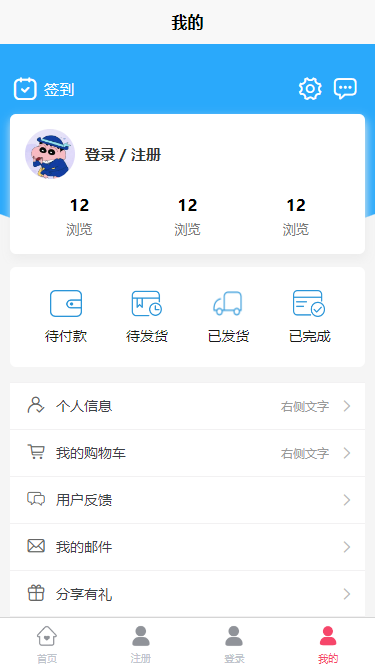 我的
签到
登录 / 注册
12 12 12
浏览 浏览 浏览
待付款 待发货 已发货 已完成
个人信息 右侧文字
我的购物车 右侧文字
用户反馈
我的邮件
分享有礼
首页 注册 登录 我的